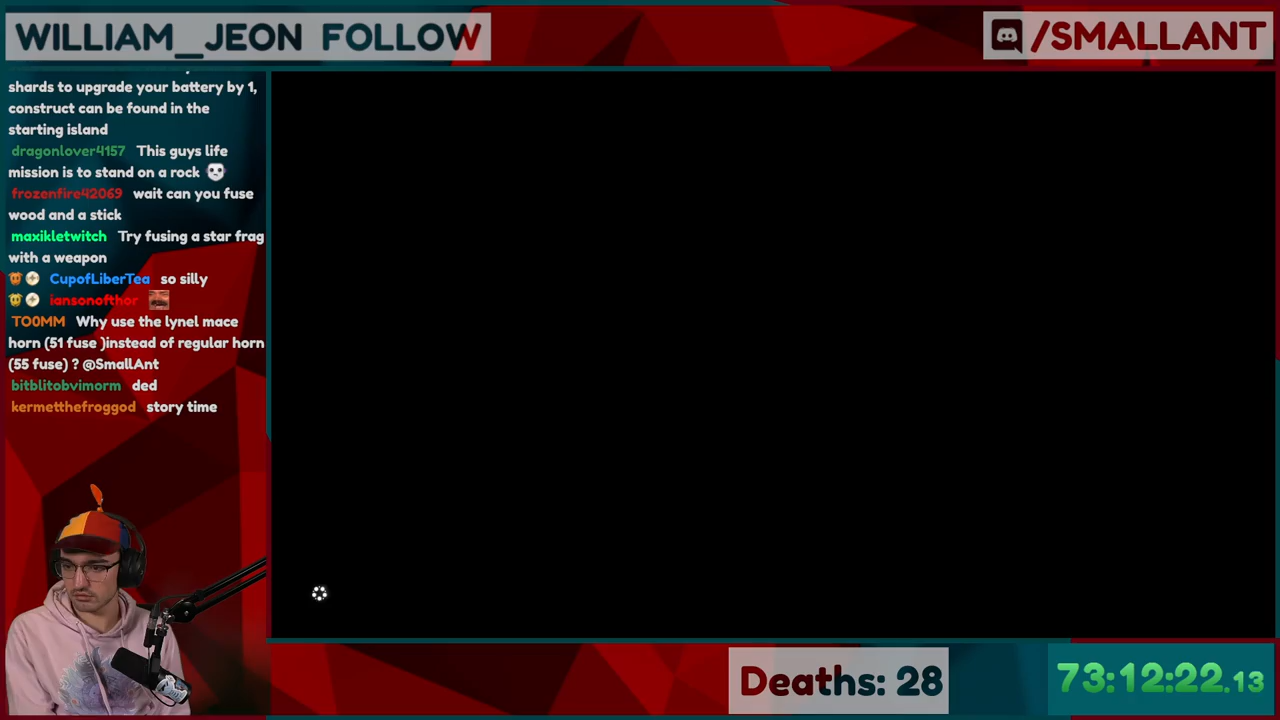 WILLIAM_JEON FOLLOW
/SMALLANT
shards to upgrade your battery by 1,
construct can be found in the
starting island
dragonlover4157 This guys life
mission is to stand on a rock
frozenfire42069 wait can you fuse
wood and a stick
maxikletwitch Try fusing a star frag
with a weapon
CupofLiberTea so silly
iansonofthor
TO0MM Why use the lynel mace
horn (51 fuse )instead of regular horn
(55 fuse) ? @SmallAnt
bitblitobvimorm ded
kermetthefroggod story time
Deaths: 28
73:12:22.13